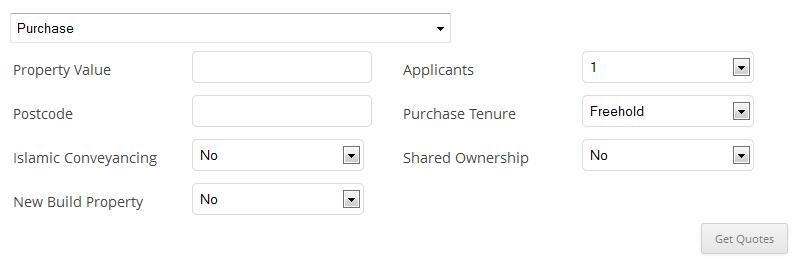 Purchase
Property Value Applicants 1
Postcode Purchase Tenure Freehold
Islamic Conveyancing No Shared Ownership No
New Build Property No
Get Quotes